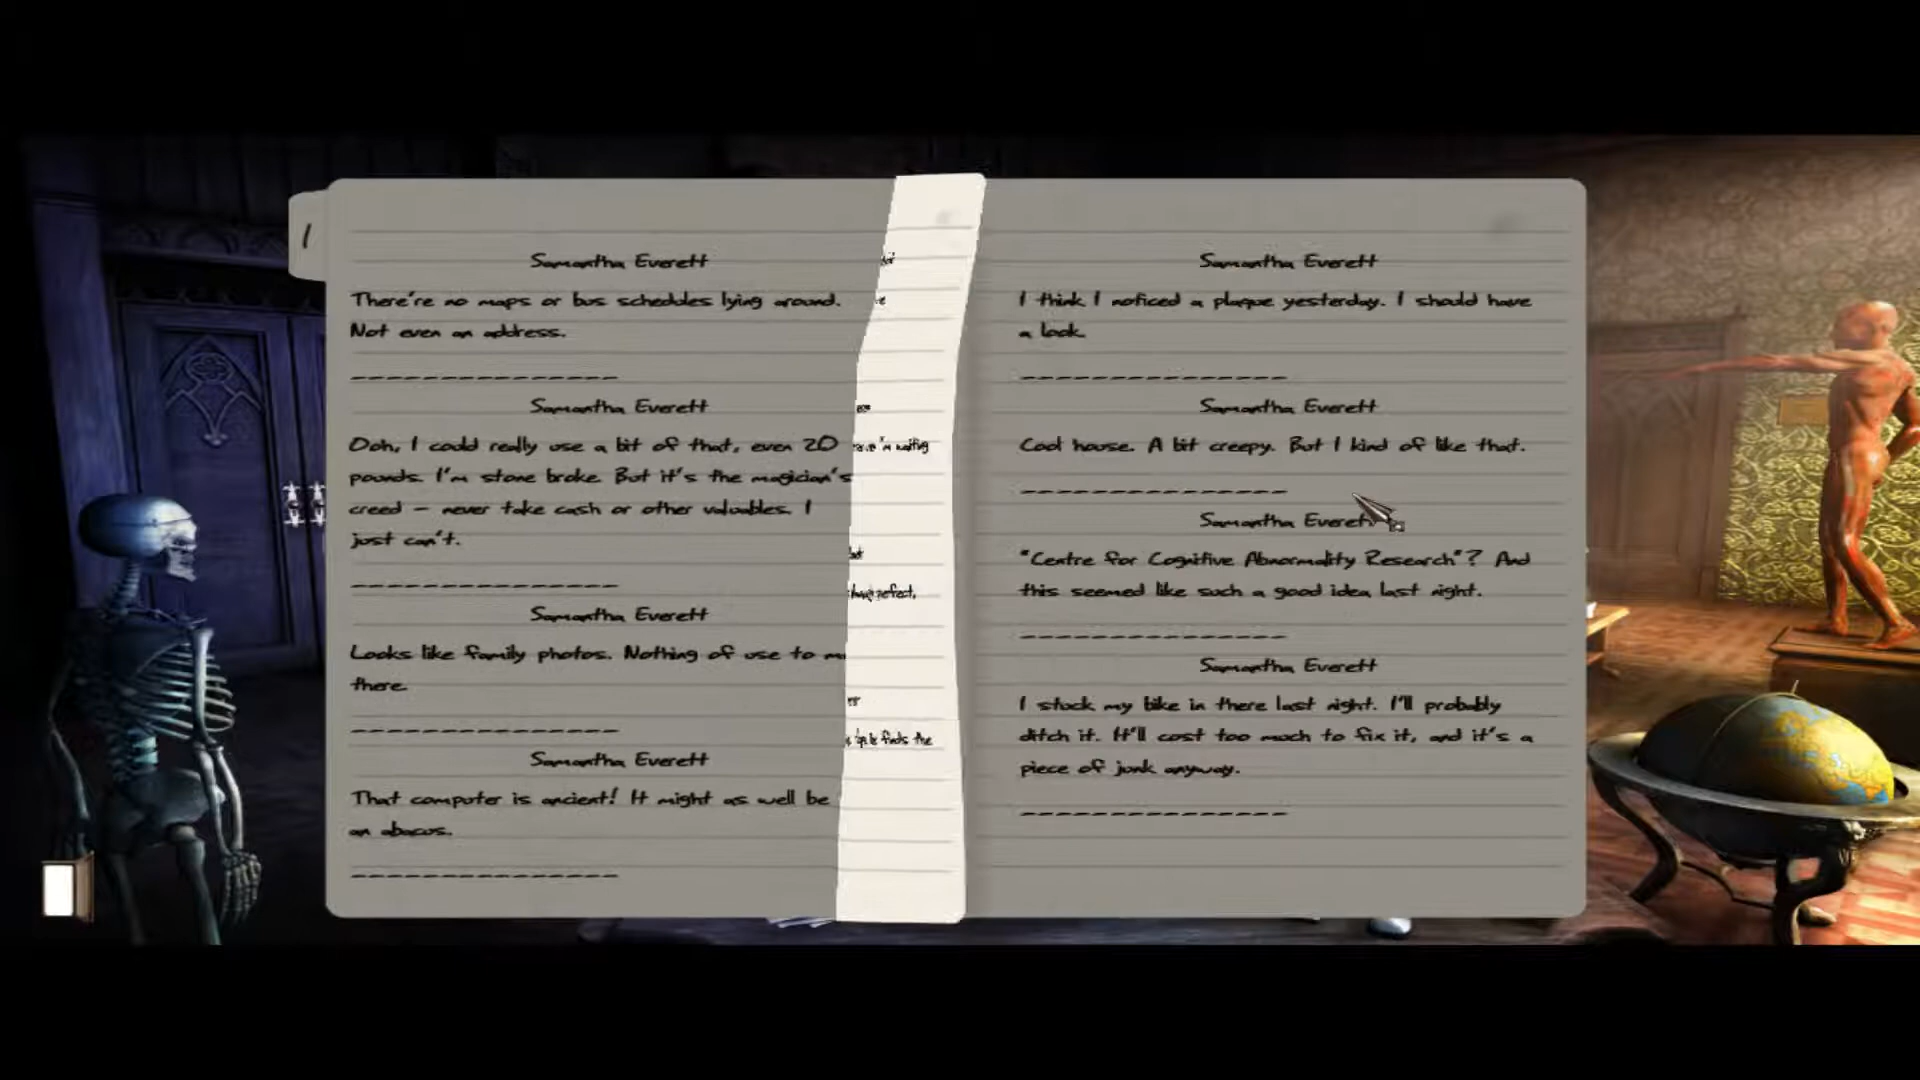 1
Samantha Everett
There're no maps or bus schedules lying around.
Not even an address.
Samantha Everett
Ooh, I could really use a bit of that, even 20
pounds. I'm stone broke. But it's the magician's
creed - never take cash or other valuables. I
just can't.
Samantha Everett
Looks like family photos. Nothing of use to
there.
Samantha Everett
That computer is ancient! It might as well be
an abacus.
finds the
Samantha Everett
I think I noticed a plaque yesterday. I should have
a look.
Samantha Everett
Cool house. A bit creepy. But I kind of like that.
Samantha Everett
"Centre for Cognitive Abnormality Research"? And
this seemed like such a good idea last night.
Samantha Everett
I stuck my bike in there last night. I'll probably
ditch it. It'll cost too much to fix it, and it's a
piece of junk anyway.